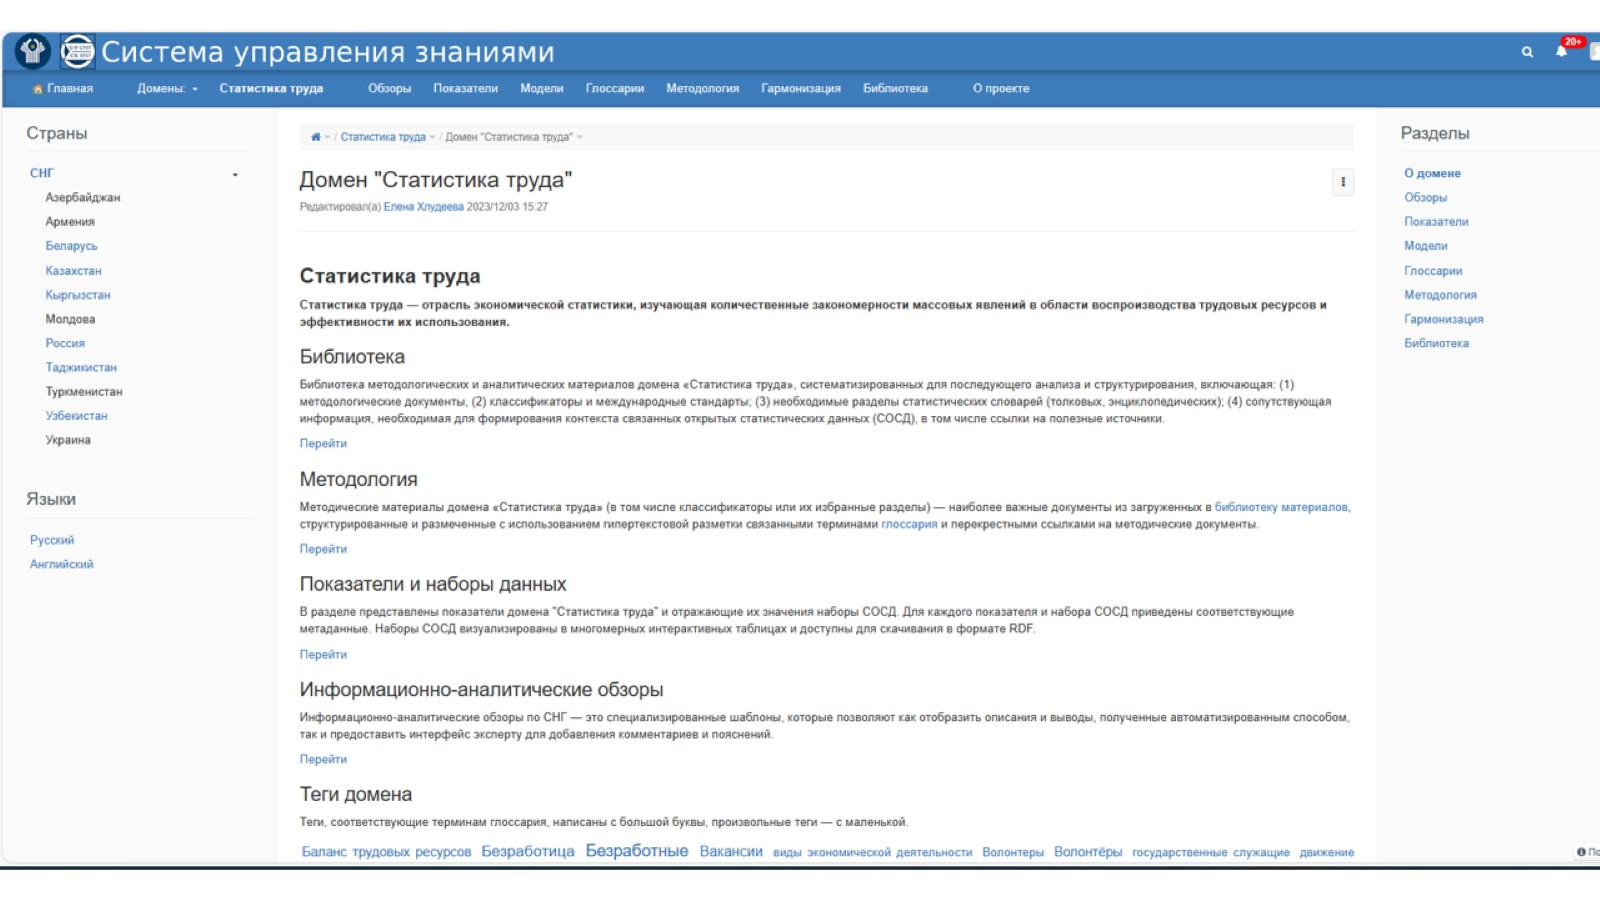 Система управления знаниями
20+
Главная Домены: Статистика труда Обзоры Показатели Модели Глоссарии Методология Гармонизация Библиотека О проекте
Страны
СНГ
Азербайджан
Армения
Беларусь
Казахстан
Кыргызстан
Молдова
Россия
Таджикистан
Туркменистан
Узбекистан
Украина
Языки
Русский
Английский
/ Статистика труда / Домен "Статистика труда"
Домен "Статистика труда"
Редактировал(а) Елена Хлудеева 2023/12/03 15:27
Статистика труда
Статистика труда — отрасль экономической статистики, изучающая количественные закономерности массовых явлений в области воспроизводства трудовых ресурсов и
эффективности их использования.
Библиотека
Библиотека методологических и аналитических материалов домена «Статистика труда», систематизированных для последующего анализа и структурирования, включающая: (1)
методологические документы, (2) классификаторы и международные стандарты; (3) необходимые разделы статистических словарей (толковых, энциклопедических); (4) сопутствующая
информация, необходимая для формирования контекста связанных открытых статистических данных (СОСД), в том числе ссылки на полезные источники.
Перейти
Методология
Методические материалы домена «Статистика труда» (в том числе классификаторы или их избранные разделы) — наиболее важные документы из загруженных в библиотеку материалов,
структурированные и размеченные с использованием гипертекстовой разметки связанными терминами глоссария и перекрестными ссылками на методические документы.
Перейти
Показатели и наборы данных
В разделе представлены показатели домена "Статистика труда" и отражающие их значения наборы СОСД. Для каждого показателя и набора СОСД приведены соответствующие
метаданные. Наборы СОСД визуализированы в многомерных интерактивных таблицах и доступны для скачивания в формате RDF.
Перейти
Информационно-аналитические обзоры
Информационно-аналитические обзоры по СНГ — это специализированные шаблоны, которые позволяют как отобразить описания и выводы, полученные автоматизированным способом,
так и предоставить интерфейс эксперту для добавления комментариев и пояснений.
Перейти
Теги домена
Теги, соответствующие терминам глоссария, написаны с большой буквы, произвольные теги — с маленькой.
Баланс трудовых ресурсов Безработица Безработные Вакансии виды экономической деятельности Волонтеры Волонтёры государственные служащие движение
Разделы
О домене
Обзоры
Показатели
Модели
Глоссарии
Методология
Гармонизация
Библиотека